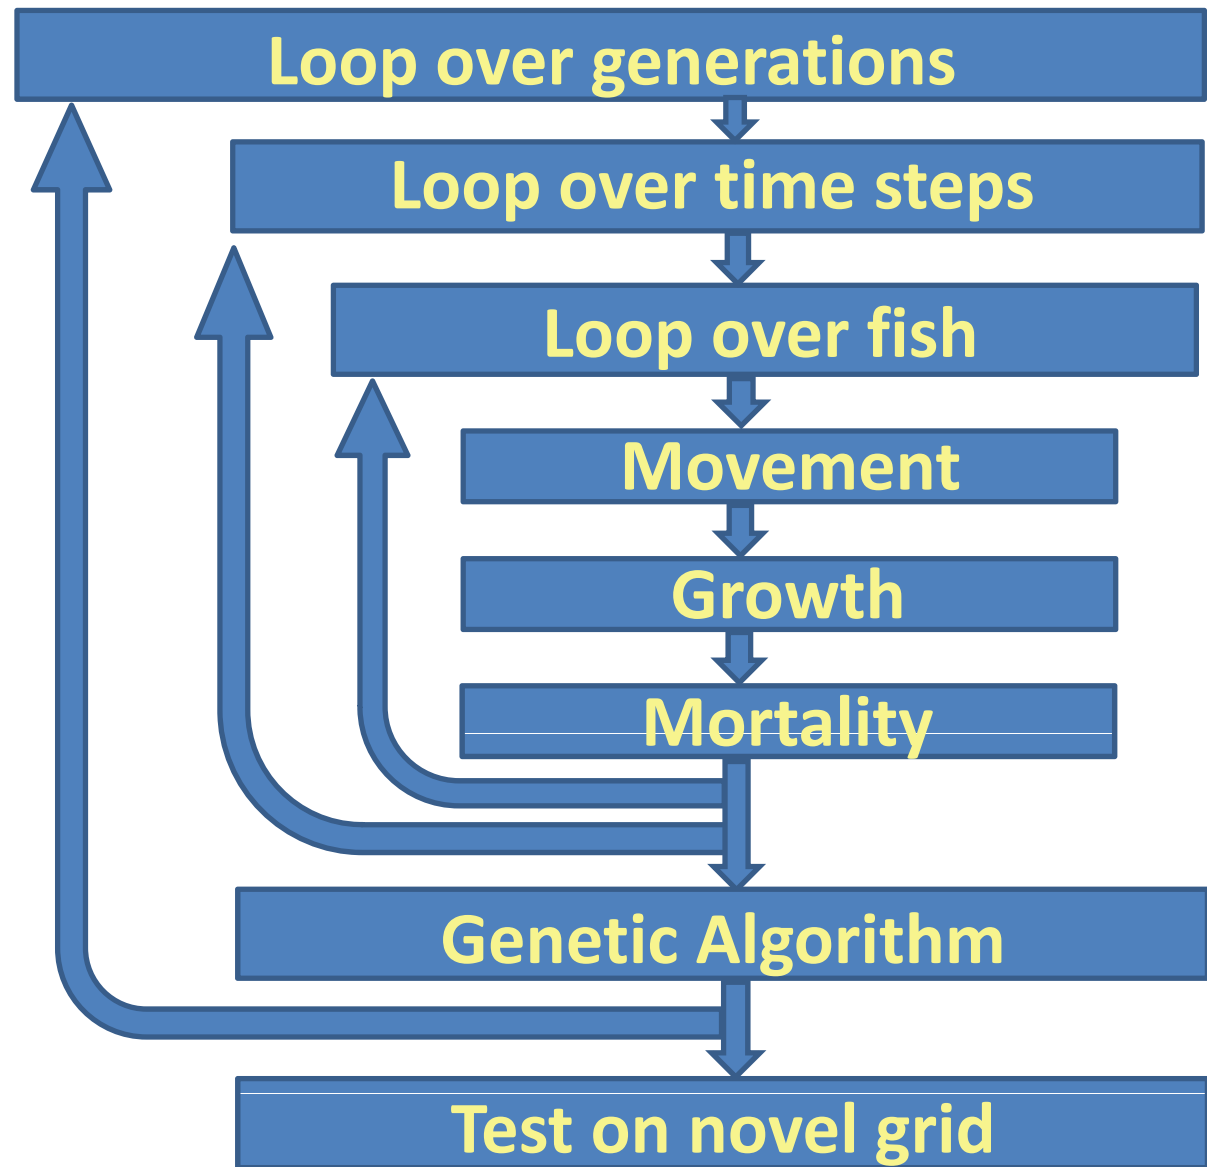 Loop over generations
Loop over time steps
Loop over fish
Movement
Growth
Mortality
Genetic Algorithm
Test on novel grid